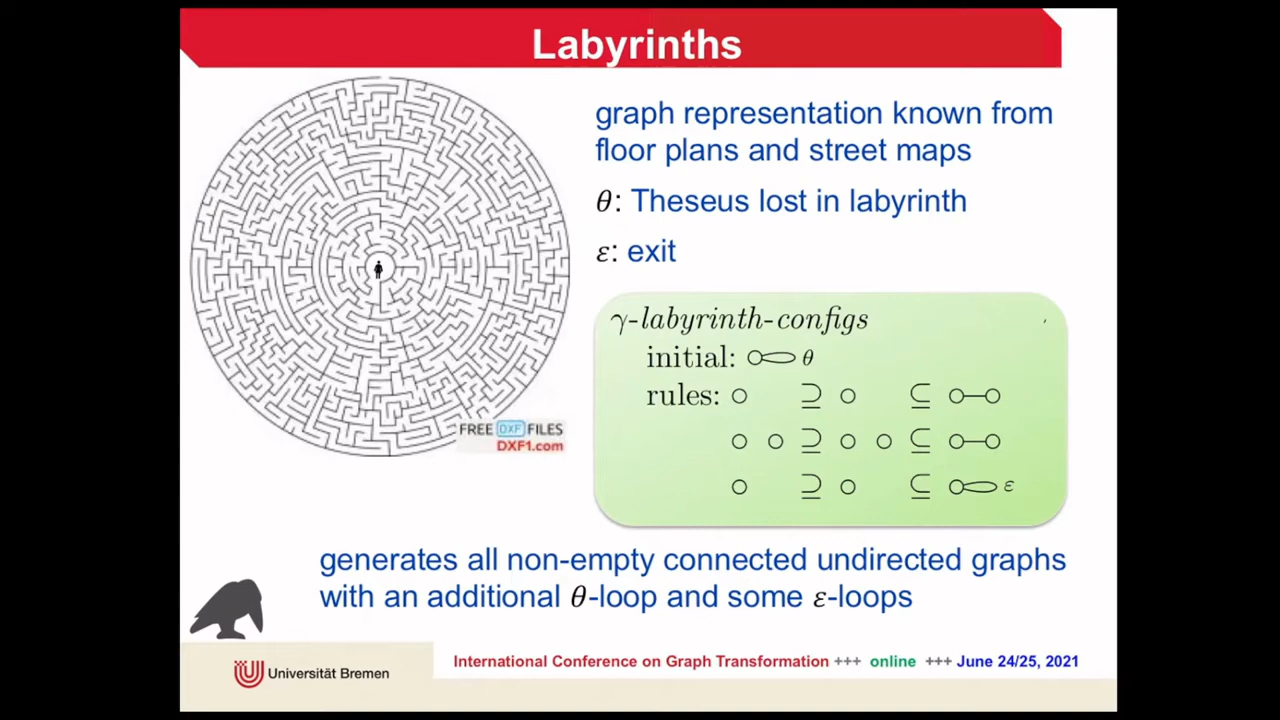 Labyrinths
graph representation known from
floor plans and street maps
θ: Theseus lost in labyrinth
ε: exit
γ-labyrinth-configs
initial: θ
rules: ⊇ ⊆
⊇ ⊆
⊇ ⊆ ε
FREE DXF FILES
DXF1.com
generates all non-empty connected undirected graphs
with an additional θ-loop and some ε-loops
Universität Bremen
International Conference on Graph Transformation +++ online +++ June 24/25, 2021